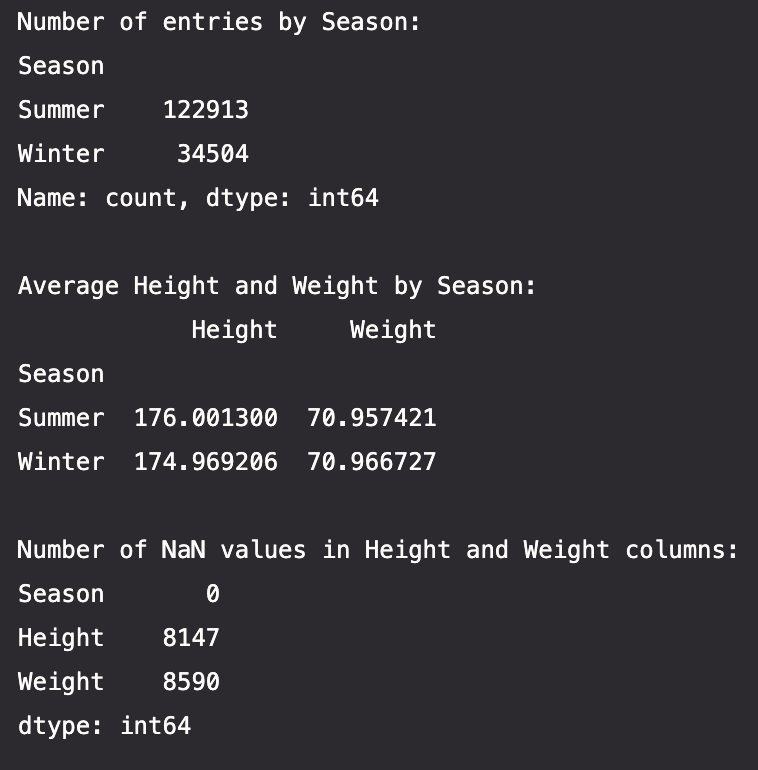 Number of entries by Season:
Season
Summer    122913
Winter     34504
Name: count, dtype: int64

Average Height and Weight by Season:
            Height     Weight
Season
Summer  176.001300  70.957421
Winter  174.969206  70.966727

Number of NaN values in Height and Weight columns:
Season       0
Height    8147
Weight    8590
dtype: int64